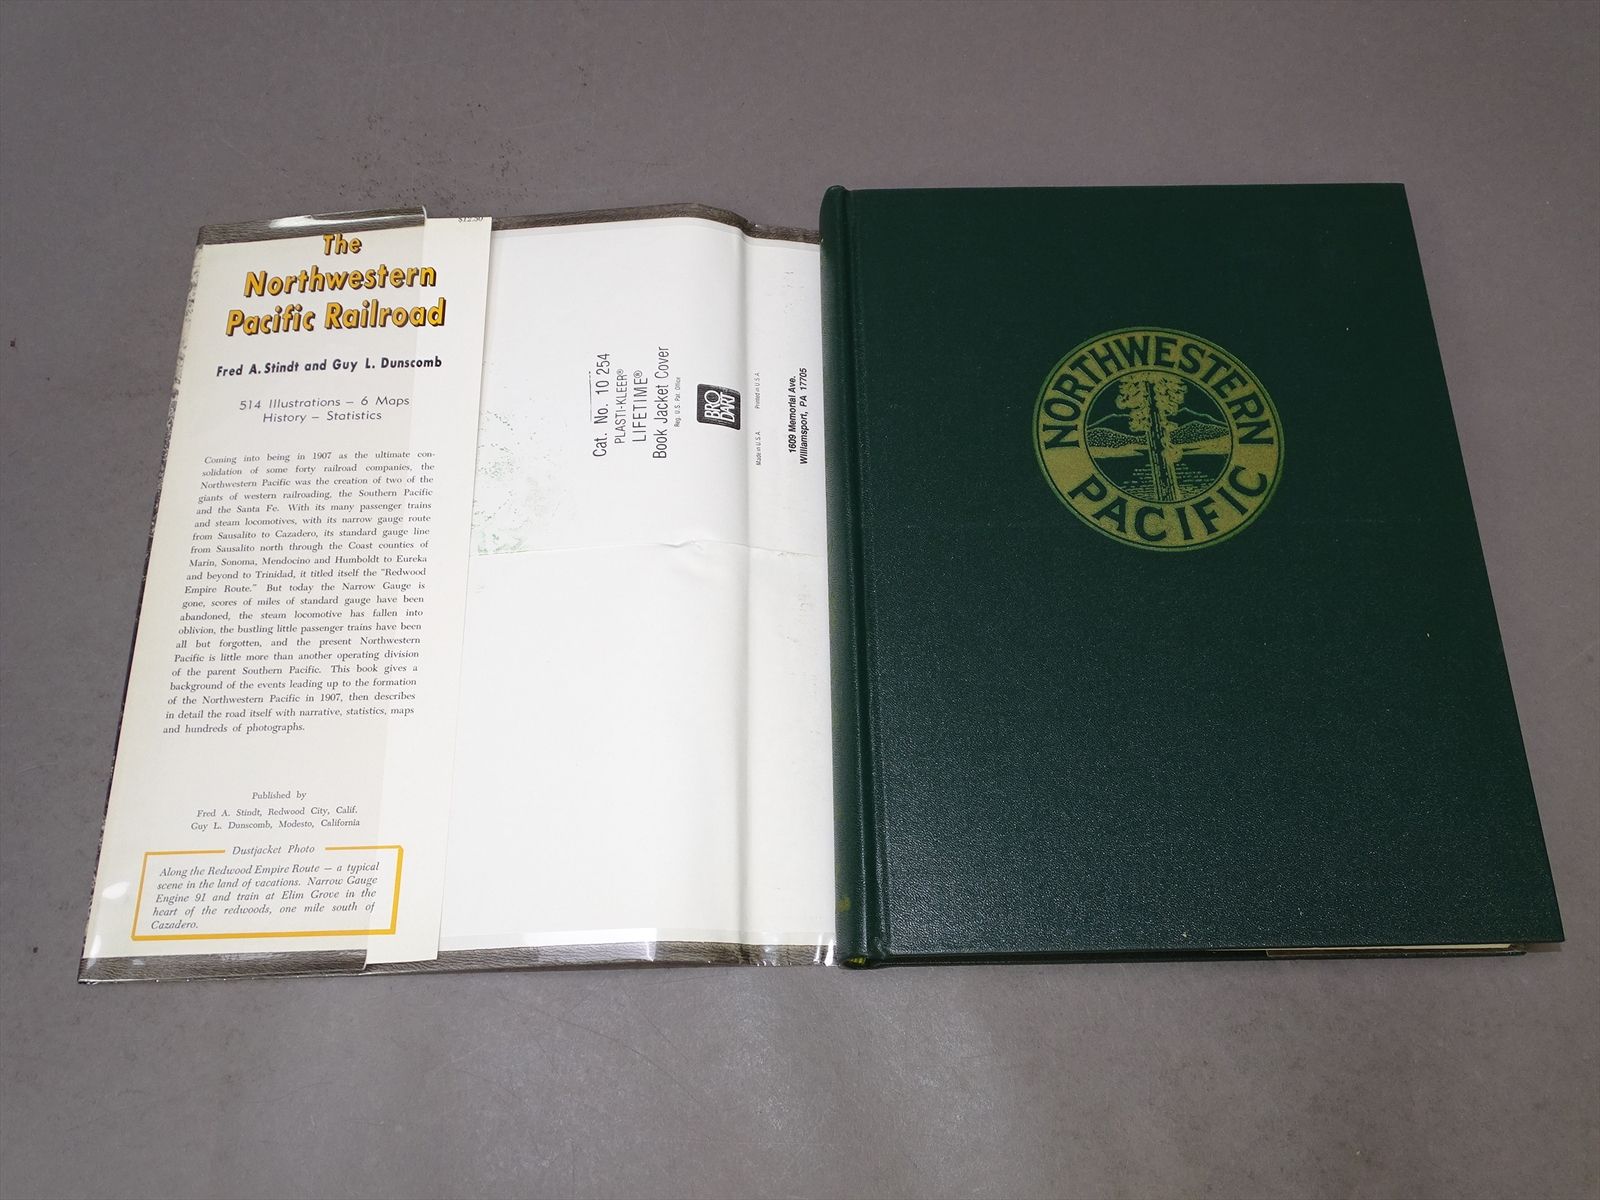 $12.50
The
Northwestern
Pacific Railroad
Fred A. Stindt and Guy L. Dunscomb
514 Illustrations – 6 Maps
History – Statistics
Coming into being in 1907 as the ultimate con-
solidation of some forty railroad companies, the
Northwestern Pacific was the creation of two of the
giants of western railroading, the Southern Pacific
and the Santa Fe. With its many passenger trains
and steam locomotives, with its narrow gauge route
from Sausalito to Cazadero, its standard gauge line
from Sausalito north through the Coast counties of
Marin, Sonoma, Mendocino and Humboldt to Eureka
and beyond to Trinidad, it titled itself the "Redwood
Empire Route." But today the Narrow Gauge is
gone, scores of miles of standard gauge have been
abandoned, the steam locomotive has fallen into
oblivion, the bustling little passenger trains have been
all but forgotten, and the present Northwestern
Pacific is little more than another operating division
of the parent Southern Pacific. This book gives a
background of the events leading up to the formation
of the Northwestern Pacific in 1907, then describes
in detail the road itself with narrative, statistics, maps
and hundreds of photographs.
Published by
Fred A. Stindt, Redwood City, Calif.
Guy L. Dunscomb, Modesto, California
Dustjacket Photo
Along the Redwood Empire Route — a typical
scene in the land of vacations. Narrow Gauge
Engine 91 and train at Elim Grove in the
heart of the redwoods, one mile south of
Cazadero.
Cat. No. 10 254
PLASTI-KLEER®
LIFETIME®
Book Jacket Cover
Reg. U.S. Pat. Office
BRO
DART
Made in U.S.A.
Printed in U.S.A.
1609 Memorial Ave.
Williamsport, PA 17705
NORTHWESTERN
PACIFIC